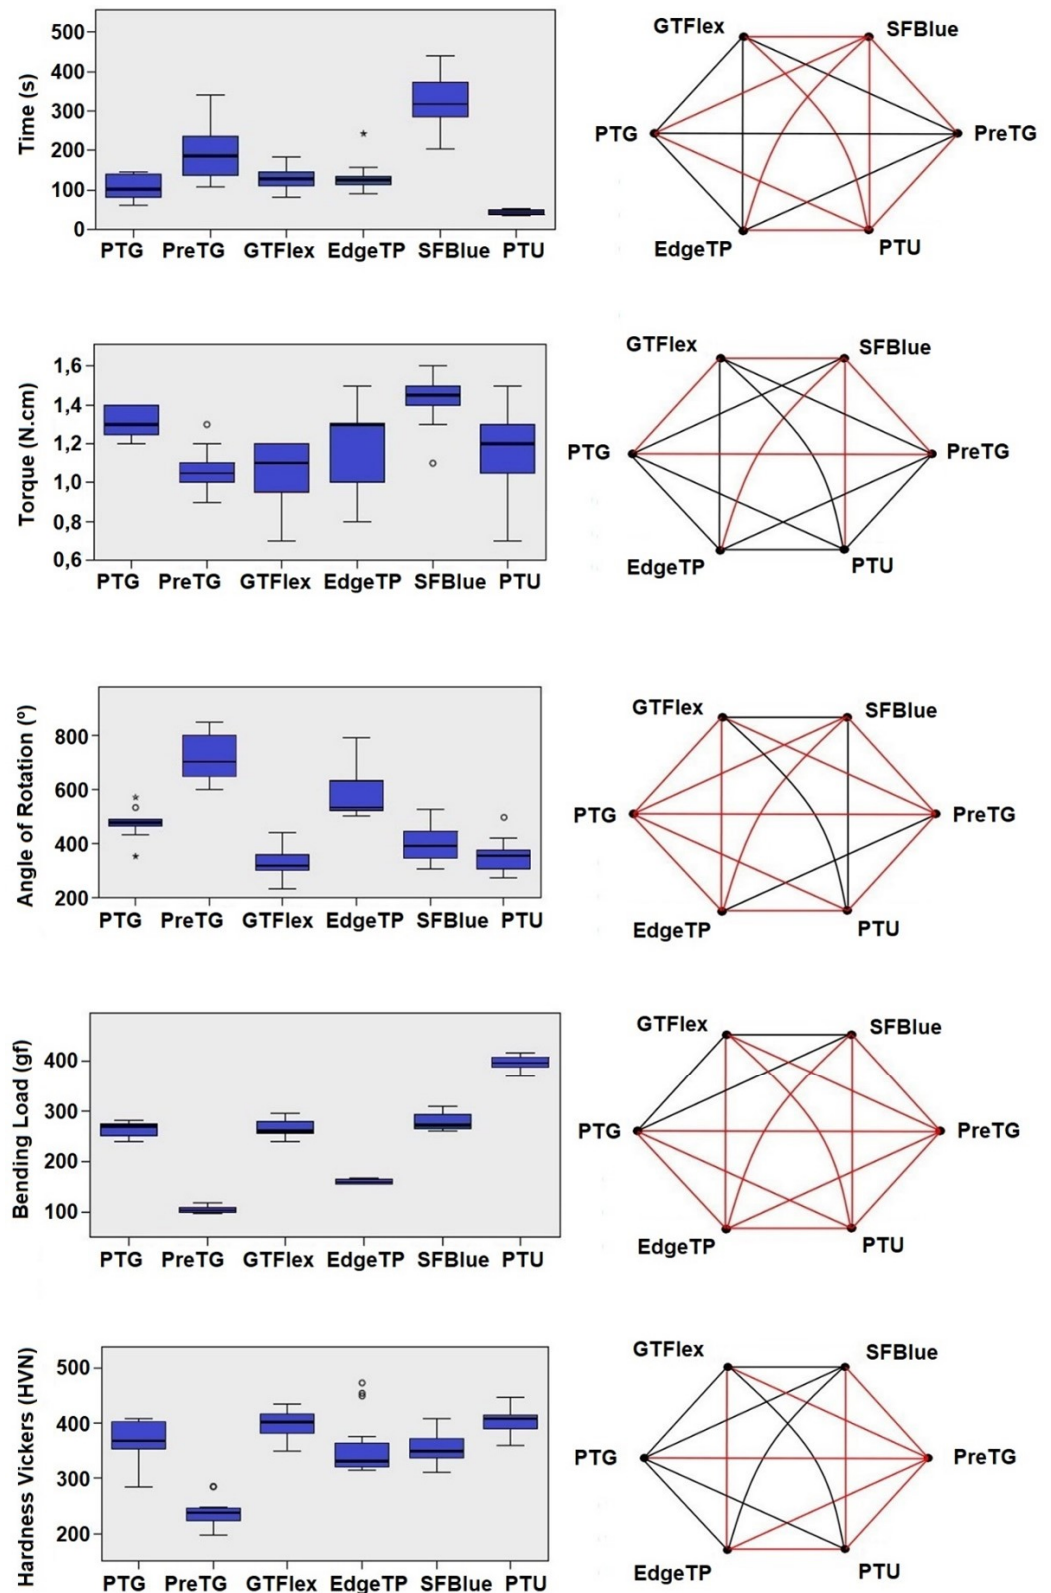 Time (s)
500
400
300
200
100
0
PTG PreTG GTFlex EdgeTP SFBlue PTU
GTFlex SFBlue
PTG PreTG
EdgeTP PTU
Torque (N.cm)
1,6
1,4
1,2
1,0
0,8
0,6
PTG PreTG GTFlex EdgeTP SFBlue PTU
GTFlex SFBlue
PTG PreTG
EdgeTP PTU
Angle of Rotation (º)
800
600
400
200
PTG PreTG GTFlex EdgeTP SFBlue PTU
GTFlex SFBlue
PTG PreTG
EdgeTP PTU
Bending Load (gf)
400
300
200
100
PTG PreTG GTFlex EdgeTP SFBlue PTU
GTFlex SFBlue
PTG PreTG
EdgeTP PTU
Hardness Vickers (HVN)
500
400
300
200
PTG PreTG GTFlex EdgeTP SFBlue PTU
GTFlex SFBlue
PTG PreTG
EdgeTP PTU